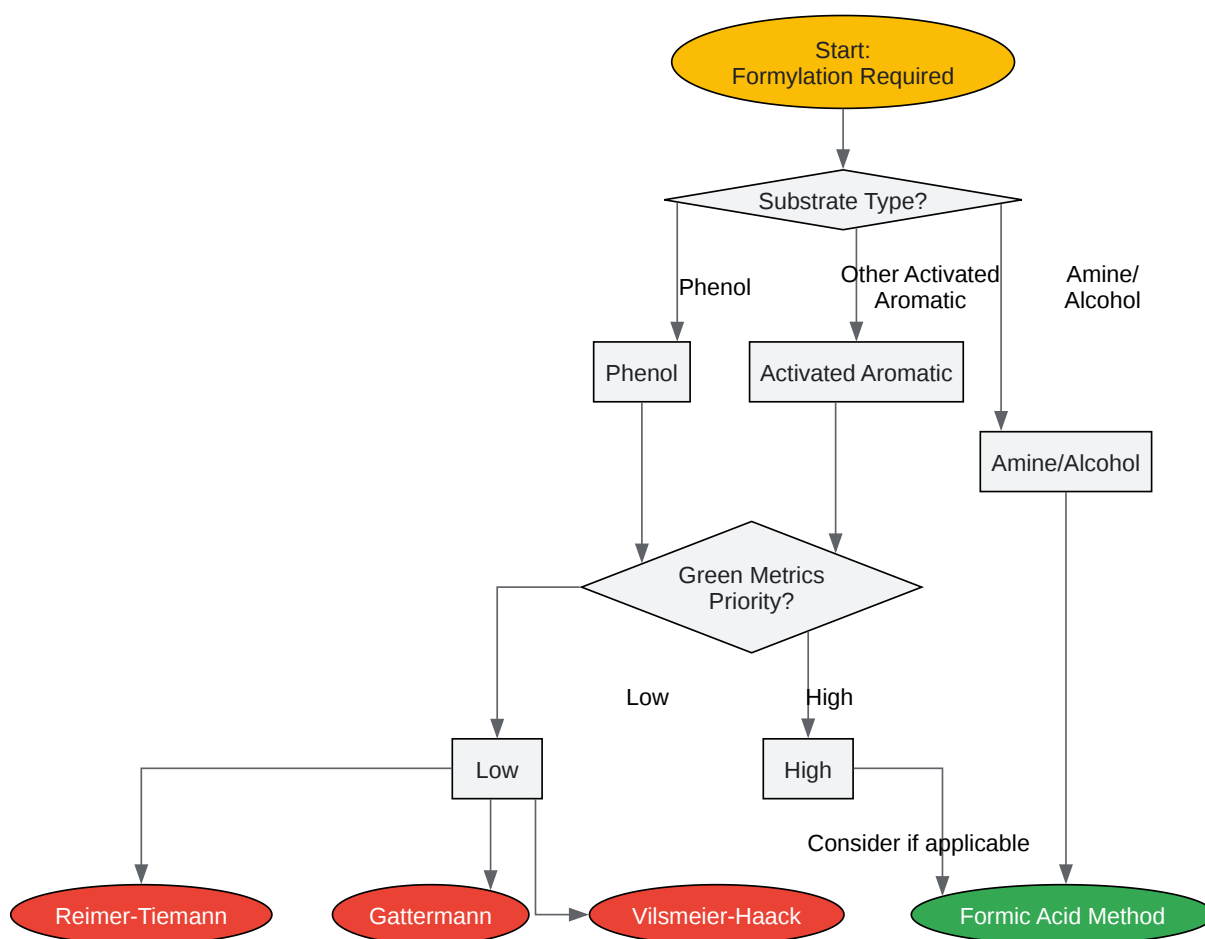 Start:
Formylation Required
Substrate Type?
Phenol
Other Activated
Aromatic
Amine/
Alcohol
Phenol
Activated Aromatic
Amine/Alcohol
Green Metrics
Priority?
Low
High
Low
High
Consider if applicable
Reimer-Tiemann
Gattermann
Vilsmeier-Haack
Formic Acid Method